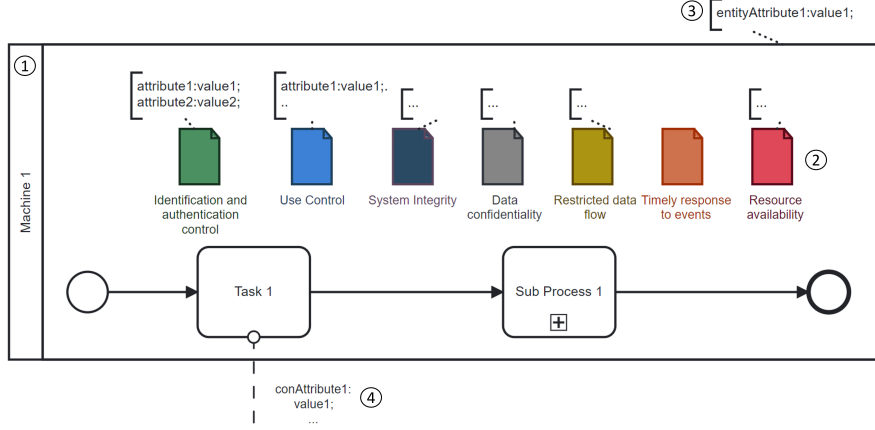 ③ entityAttribute1:value1;
①
attribute1:value1;
attribute2:value2;
attribute1:value1;.
..
...
...
...
...
②
Identification and
authentication
control
Use Control
System Integrity
Data
confidentiality
Restricted data
flow
Timely response
to events
Resource
availability
Machine 1
Task 1
Sub Process 1
conAttribute1:
value1;
...
④